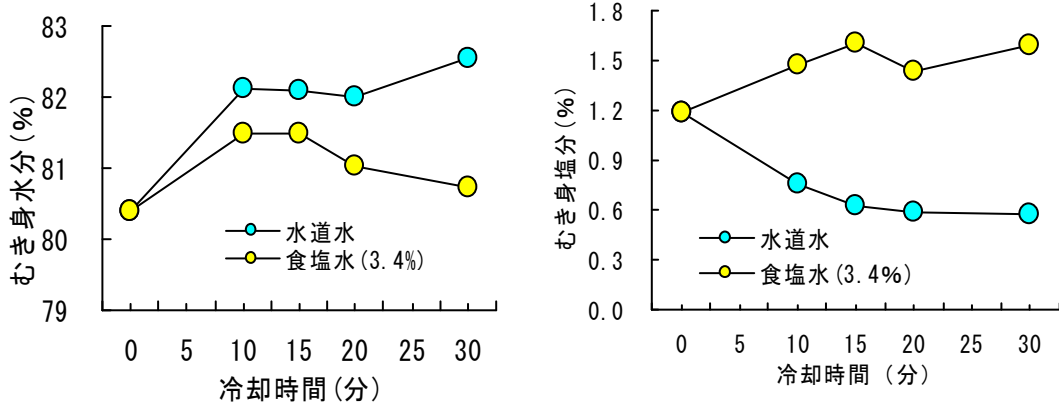 83
82
81
80
79
むき身水分(%)
水道水
食塩水(3.4%)
0 5 10 15 20 25 30
冷却時間(分)
1.8
1.5
1.2
0.9
0.6
0.3
0.0
むき身塩分(%)
水道水
食塩水(3.4%)
0 5 10 15 20 25 30
冷却時間 (分)